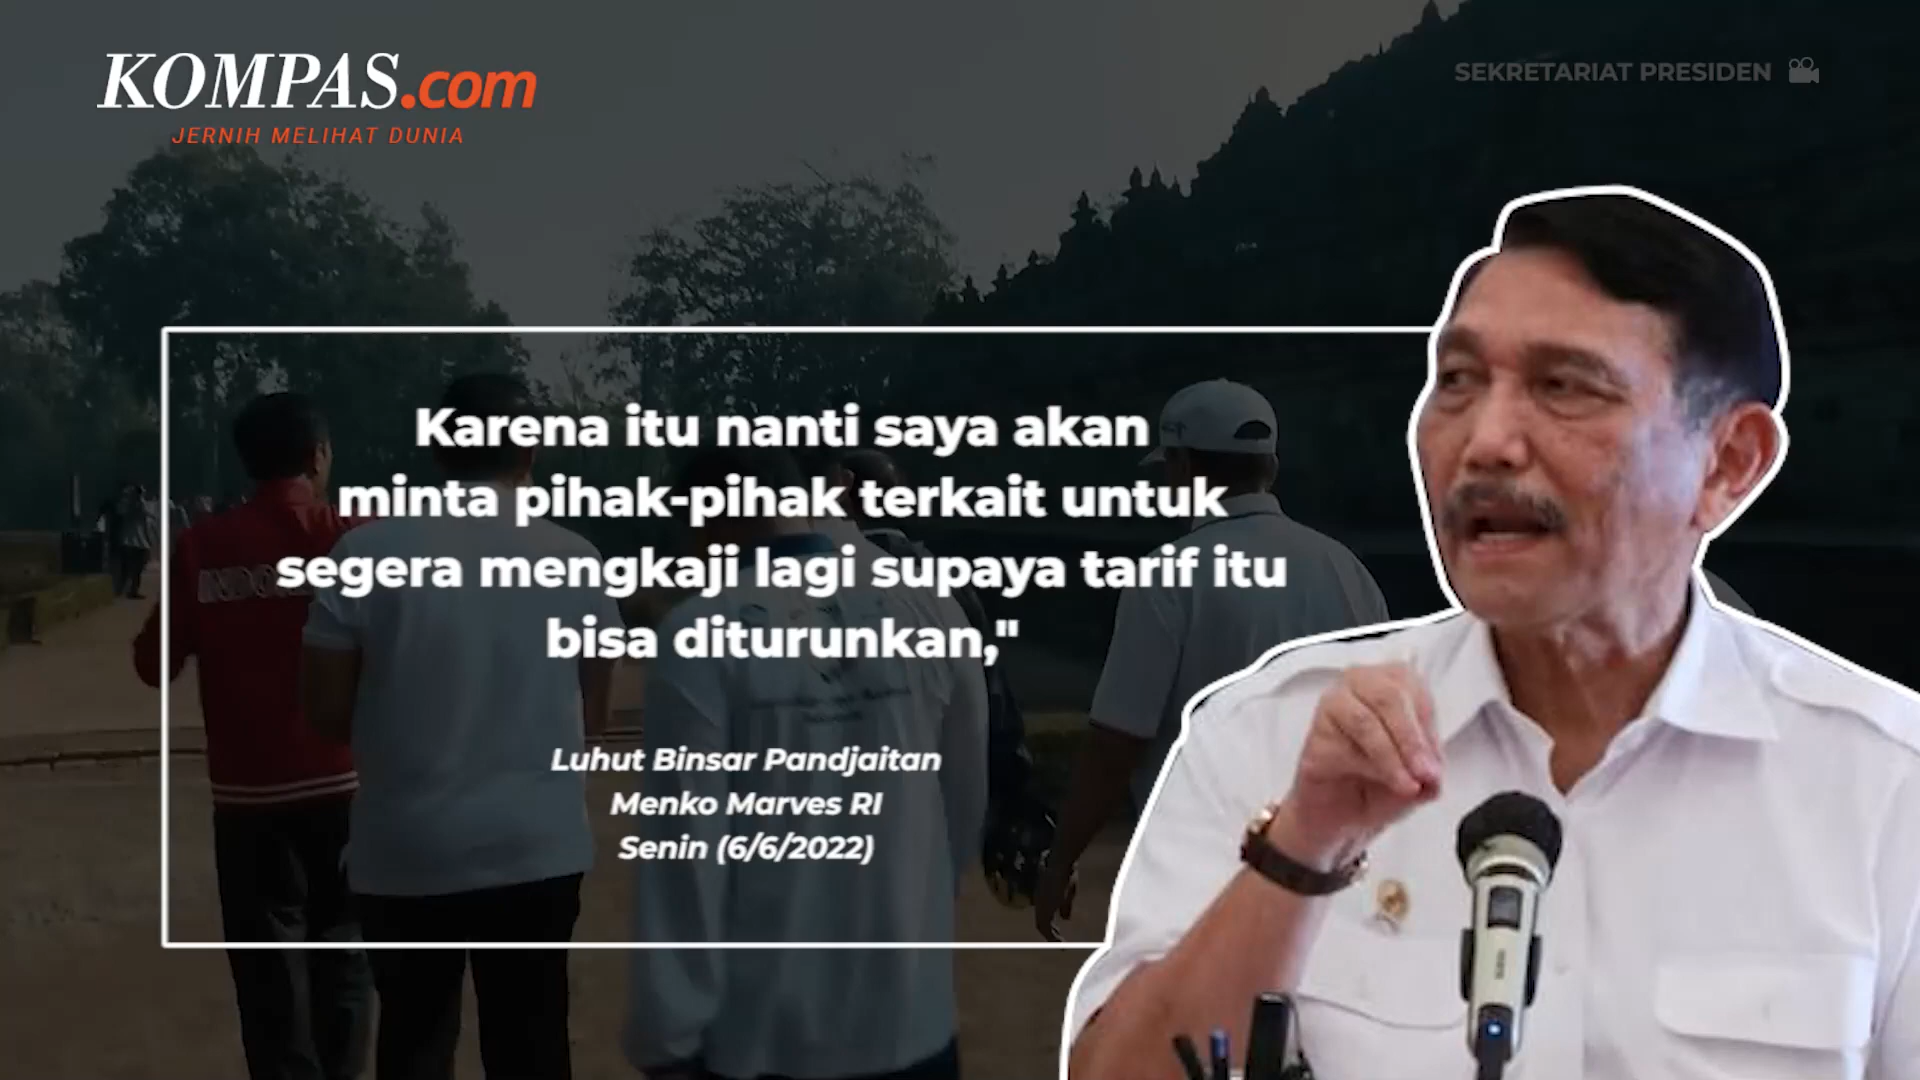 KOMPAS.com
JERNIH MELIHAT DUNIA
SEKRETARIAT PRESIDEN
Karena itu nanti saya akan
minta pihak-pihak terkait untuk
segera mengkaji lagi supaya tarif itu
bisa diturunkan,"
Luhut Binsar Pandjaitan
Menko Marves RI
Senin (6/6/2022)